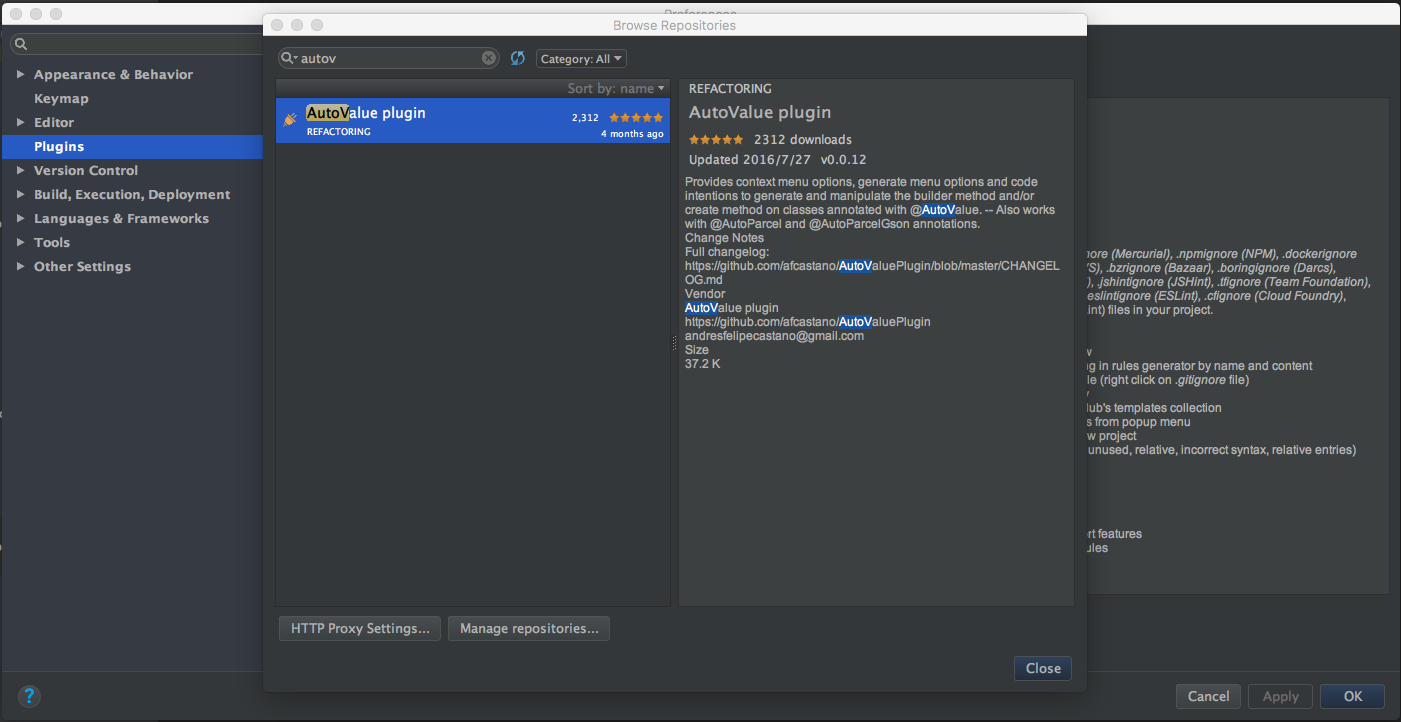 Preferences
Browse Repositories
autov
Category: All
Appearance & Behavior
Keymap
Editor
Plugins
Version Control
Build, Execution, Deployment
Languages & Frameworks
Tools
Other Settings
Sort by: name
AutoValue plugin
2,312
REFACTORING
4 months ago
REFACTORING
AutoValue plugin
2312 downloads
Updated 2016/7/27 v0.0.12
Provides context menu options, generate menu options and code
intentions to generate and manipulate the builder method and/or
create method on classes annotated with @AutoValue. -- Also works
with @AutoParcel and @AutoParcelGson annotations.
Change Notes
Full changelog:
https://github.com/afcastano/AutoValuePlugin/blob/master/CHANGEL
OG.md
Vendor
AutoValue plugin
https://github.com/afcastano/AutoValuePlugin
andresfelipecastano@gmail.com
Size
37.2 K
nore (Mercurial), .npmignore (NPM), .dockerignore
S), .bzrignore (Bazaar), .boringignore (Darcs),
), .jshintignore (JSHint), .tfignore (Team Foundation),
eslintignore (ESLint), .cfignore (Cloud Foundry),
int) files in your project.
g in rules generator by name and content
le (right click on .gitignore file)
Hub's templates collection
s from popup menu
w project
unused, relative, incorrect syntax, relative entries)
rt features
ules
HTTP Proxy Settings...
Manage repositories...
Close
?
Cancel
Apply
OK